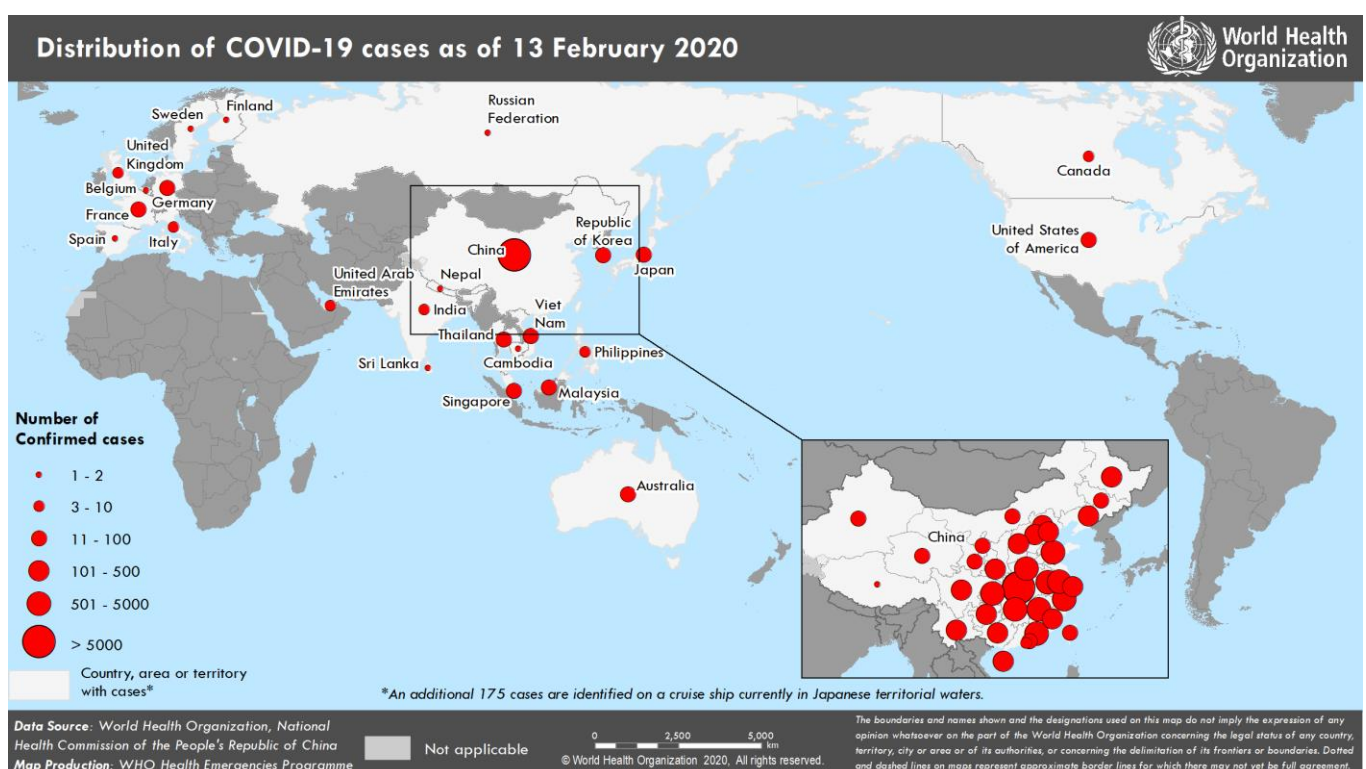 Distribution of COVID-19 cases as of 13 February 2020
World Health
Organization
Finland
Sweden
Russian
Federation
United
Kingdom
Belgium
Germany
France
Spain
Italy
Canada
United States
of America
Republic
of Korea
China
Japan
United Arab
Emirates
Nepal
India
Viet
Nam
Thailand
Cambodia
Philippines
Sri Lanka
Singapore
Malaysia
Australia
China
Number of
Confirmed cases
1 - 2
3 - 10
11 - 100
101 - 500
501 - 5000
> 5000
Country, area or territory
with cases*
*An additional 175 cases are identified on a cruise ship currently in Japanese territorial waters.
Data Source: World Health Organization, National
Health Commission of the People's Republic of China
Map Production: WHO Health Emergencies Programme
Not applicable
0 2,500 5,000
km
© World Health Organization 2020, All rights reserved.
The boundaries and names shown and the designations used on this map do not imply the expression of any
opinion whatsoever on the part of the World Health Organization concerning the legal status of any country,
territory, city or area or of its authorities, or concerning the delimitation of its frontiers or boundaries. Dotted
and dashed lines on maps represent approximate border lines for which there may not yet be full agreement.